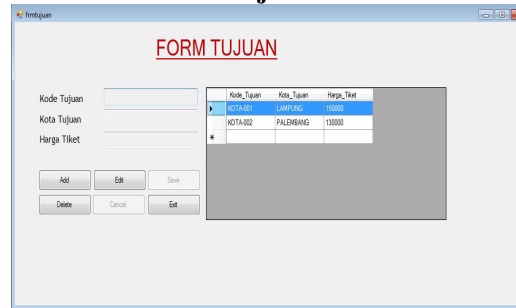 frmtujuan
FORM TUJUAN
Kode Tujuan
Kota Tujuan
Harga Tiket
Kode_Tujuan Kota_Tujuan Harga_Tiket
KOTA-001 LAMPUNG 150000
KOTA-002 PALEMBANG 130000
Add Edit Save
Delete Cancel Exit